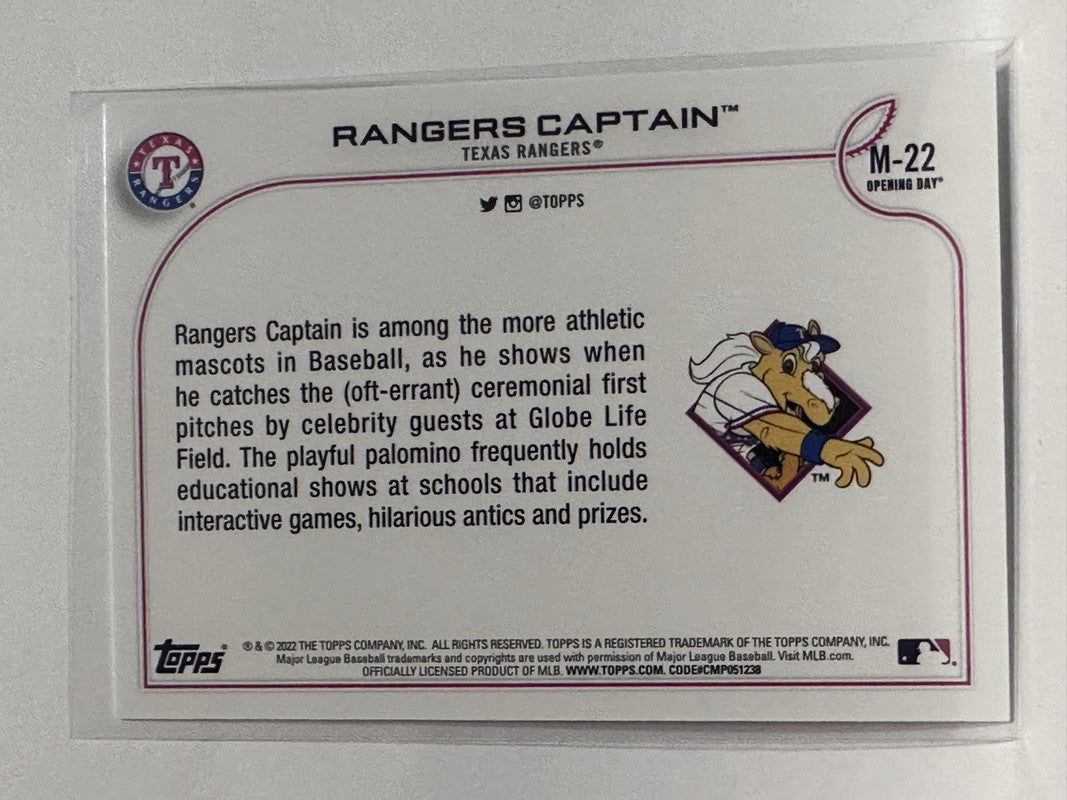 RANGERS CAPTAIN™
TEXAS RANGERS®
TEXAS
T
RANGERS
M-22
OPENING DAY®
@TOPPS
Rangers Captain is among the more athletic
mascots in Baseball, as he shows when
he catches the (oft-errant) ceremonial first
pitches by celebrity guests at Globe Life
Field. The playful palomino frequently holds
educational shows at schools that include
interactive games, hilarious antics and prizes.
TM
topps®
® & © 2022 THE TOPPS COMPANY, INC. ALL RIGHTS RESERVED. TOPPS IS A REGISTERED TRADEMARK OF THE TOPPS COMPANY, INC.
Major League Baseball trademarks and copyrights are used with permission of Major League Baseball. Visit MLB.com.
OFFICIALLY LICENSED PRODUCT OF MLB. WWW.TOPPS.COM. CODE#CMP051238